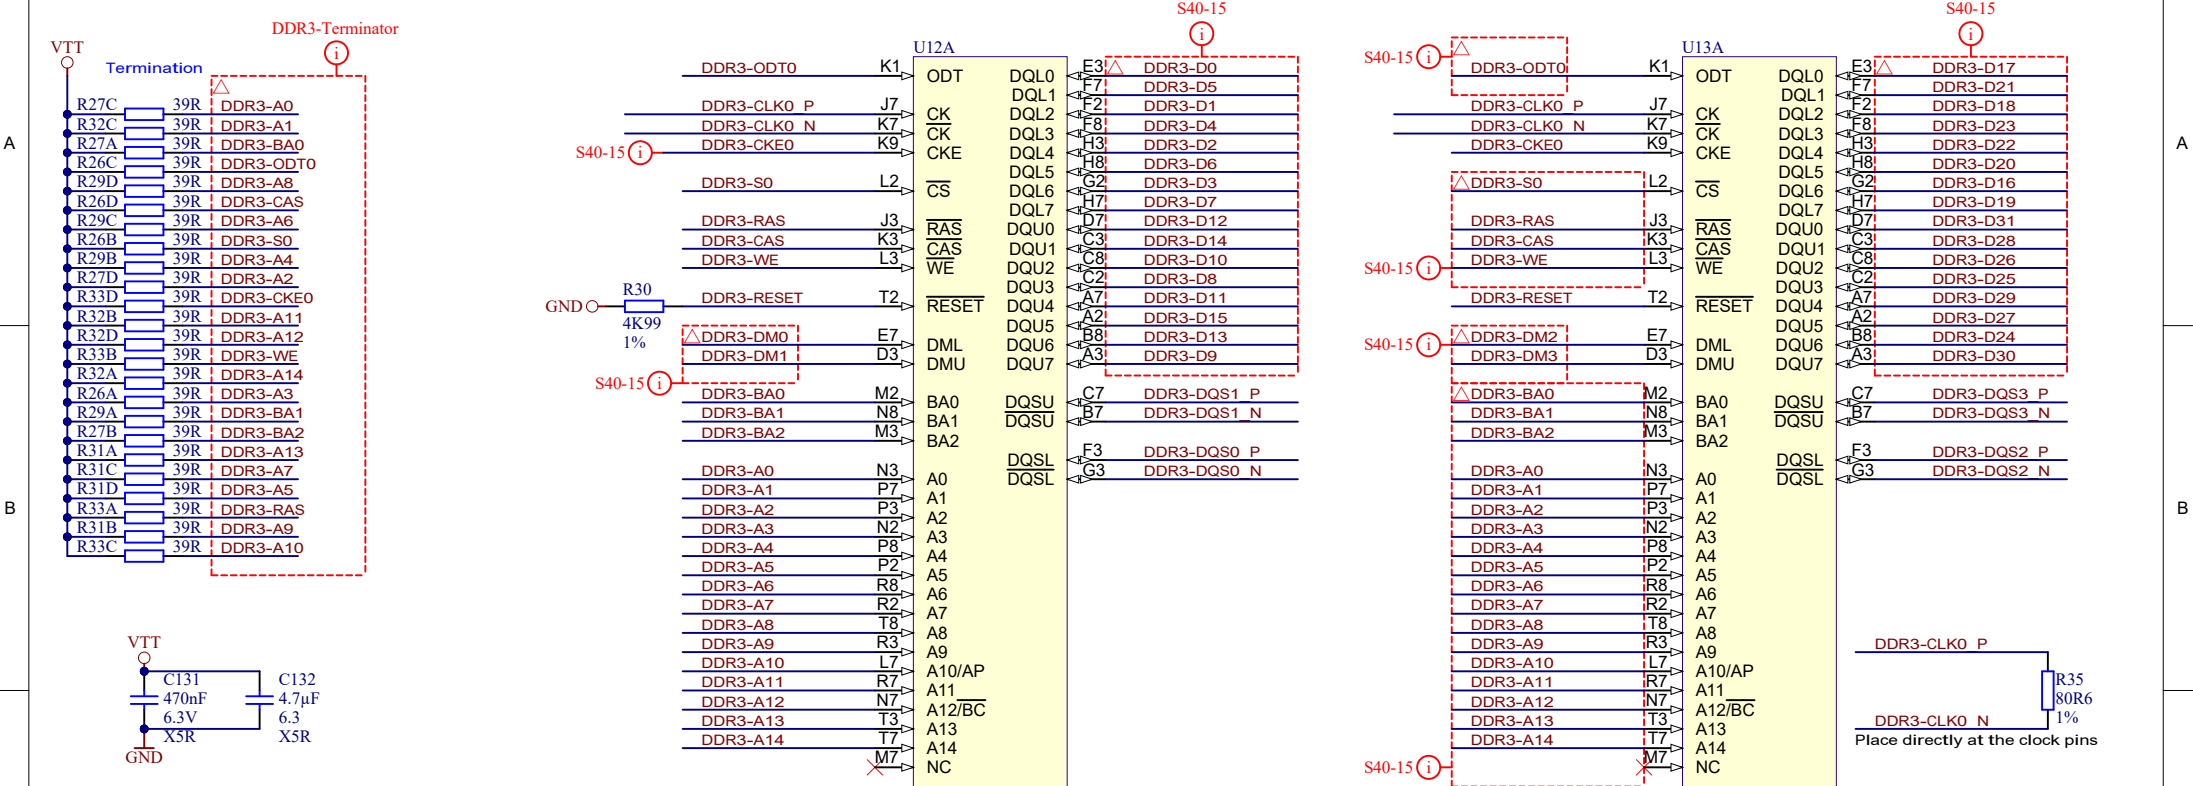 S40-15
S40-15
DDR3-Terminator
VTT
Termination
R27C 39R DDR3-A0
R32C 39R DDR3-A1
R27A 39R DDR3-BA0
R26C 39R DDR3-ODT0
R29D 39R DDR3-A8
R26D 39R DDR3-CAS
R29C 39R DDR3-A6
R26B 39R DDR3-S0
R29B 39R DDR3-A4
R27D 39R DDR3-A2
R33D 39R DDR3-CKE0
R32B 39R DDR3-A11
R32D 39R DDR3-A12
R33B 39R DDR3-WE
R32A 39R DDR3-A14
R26A 39R DDR3-A3
R29A 39R DDR3-BA1
R27B 39R DDR3-BA2
R31A 39R DDR3-A13
R31C 39R DDR3-A7
R31D 39R DDR3-A5
R33A 39R DDR3-RAS
R31B 39R DDR3-A9
R33C 39R DDR3-A10
A
B
VTT
C131
470nF
6.3V
X5R
C132
4.7µF
6.3
X5R
GND
U12A
DDR3-ODT0 K1 ODT
DDR3-CLK0_P J7 CK
DDR3-CLK0_N K7 CK
S40-15 DDR3-CKE0 K9 CKE
DDR3-S0 L2 CS
DDR3-RAS J3 RAS
DDR3-CAS K3 CAS
DDR3-WE L3 WE
GND R30 4K99 1%
DDR3-RESET T2 RESET
DDR3-DM0 E7 DML
DDR3-DM1 D3 DMU
S40-15
DDR3-BA0 M2 BA0
DDR3-BA1 N8 BA1
DDR3-BA2 M3 BA2
DDR3-A0 N3 A0
DDR3-A1 P7 A1
DDR3-A2 P3 A2
DDR3-A3 N2 A3
DDR3-A4 P8 A4
DDR3-A5 P2 A5
DDR3-A6 R8 A6
DDR3-A7 R2 A7
DDR3-A8 T8 A8
DDR3-A9 R3 A9
DDR3-A10 L7 A10/AP
DDR3-A11 R7 A11
DDR3-A12 N7 A12/BC
DDR3-A13 T3 A13
DDR3-A14 T7 A14
M7 NC
DQL0 E3 DDR3-D0
DQL1 F7 DDR3-D5
DQL2 F2 DDR3-D1
DQL3 F8 DDR3-D4
DQL4 H3 DDR3-D2
DQL5 H8 DDR3-D6
DQL6 G2 DDR3-D3
DQL7 H7 DDR3-D7
DQU0 D7 DDR3-D12
DQU1 C3 DDR3-D14
DQU2 C8 DDR3-D10
DQU3 C2 DDR3-D8
DQU4 A7 DDR3-D11
DQU5 A2 DDR3-D15
DQU6 B8 DDR3-D13
DQU7 A3 DDR3-D9
DQSU C7 DDR3-DQS1_P
DQSU B7 DDR3-DQS1_N
DQSL F3 DDR3-DQS0_P
DQSL G3 DDR3-DQS0_N
U13A
S40-15 DDR3-ODT0 K1 ODT
DDR3-CLK0_P J7 CK
DDR3-CLK0_N K7 CK
DDR3-CKE0 K9 CKE
DDR3-S0 L2 CS
DDR3-RAS J3 RAS
DDR3-CAS K3 CAS
S40-15 DDR3-WE L3 WE
DDR3-RESET T2 RESET
S40-15 DDR3-DM2 E7 DML
DDR3-DM3 D3 DMU
DDR3-BA0 M2 BA0
DDR3-BA1 N8 BA1
DDR3-BA2 M3 BA2
DDR3-A0 N3 A0
DDR3-A1 P7 A1
DDR3-A2 P3 A2
DDR3-A3 N2 A3
DDR3-A4 P8 A4
DDR3-A5 P2 A5
DDR3-A6 R8 A6
DDR3-A7 R2 A7
DDR3-A8 T8 A8
DDR3-A9 R3 A9
DDR3-A10 L7 A10/AP
DDR3-A11 R7 A11
DDR3-A12 N7 A12/BC
DDR3-A13 T3 A13
DDR3-A14 T7 A14
S40-15 M7 NC
DQL0 E3 DDR3-D17
DQL1 F7 DDR3-D21
DQL2 F2 DDR3-D18
DQL3 F8 DDR3-D23
DQL4 H3 DDR3-D22
DQL5 H8 DDR3-D20
DQL6 G2 DDR3-D16
DQL7 H7 DDR3-D19
DQU0 D7 DDR3-D31
DQU1 C3 DDR3-D28
DQU2 C8 DDR3-D26
DQU3 C2 DDR3-D25
DQU4 A7 DDR3-D29
DQU5 A2 DDR3-D27
DQU6 B8 DDR3-D24
DQU7 A3 DDR3-D30
DQSU C7 DDR3-DQS3_P
DQSU B7 DDR3-DQS3_N
DQSL F3 DDR3-DQS2_P
DQSL G3 DDR3-DQS2_N
DDR3-CLK0_P
R35
80R6
1%
DDR3-CLK0_N
Place directly at the clock pins
A
B